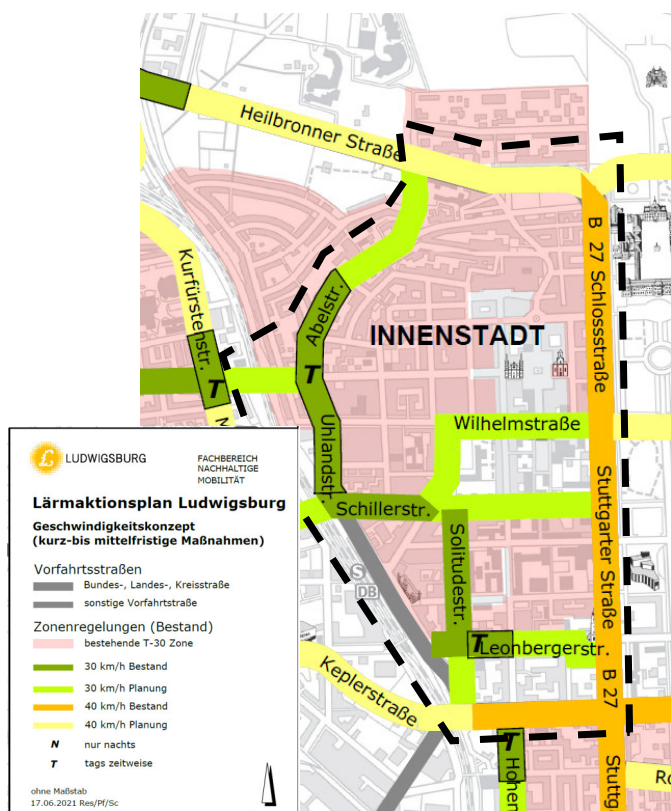 Heilbronner Straße
Kurfürstenstr.
Abelstr.
INNENSTADT
B 27 Schlossstraße
T
T
M
Uhlandstr.
Wilhelmstraße
Schillerstr.
Stuttgarter Straße
Solitudestr.
S
DB
T
Leonbergerstr.
B 27
Keplerstraße
T
Hohen
Stuttg
Ro
LUDWIGSBURG
FACHBEREICH
NACHHALTIGE
MOBILITÄT
Lärmaktionsplan Ludwigsburg
Geschwindigkeitskonzept
(kurz-bis mittelfristige Maßnahmen)
Vorfahrtsstraßen
Bundes-, Landes-, Kreisstraße
sonstige Vorfahrtstraße
Zonenregelungen (Bestand)
bestehende T-30 Zone
30 km/h Bestand
30 km/h Planung
40 km/h Bestand
40 km/h Planung
N nur nachts
T tags zeitweise
ohne Maßstab
17.06.2021 Res/Pf/Sc